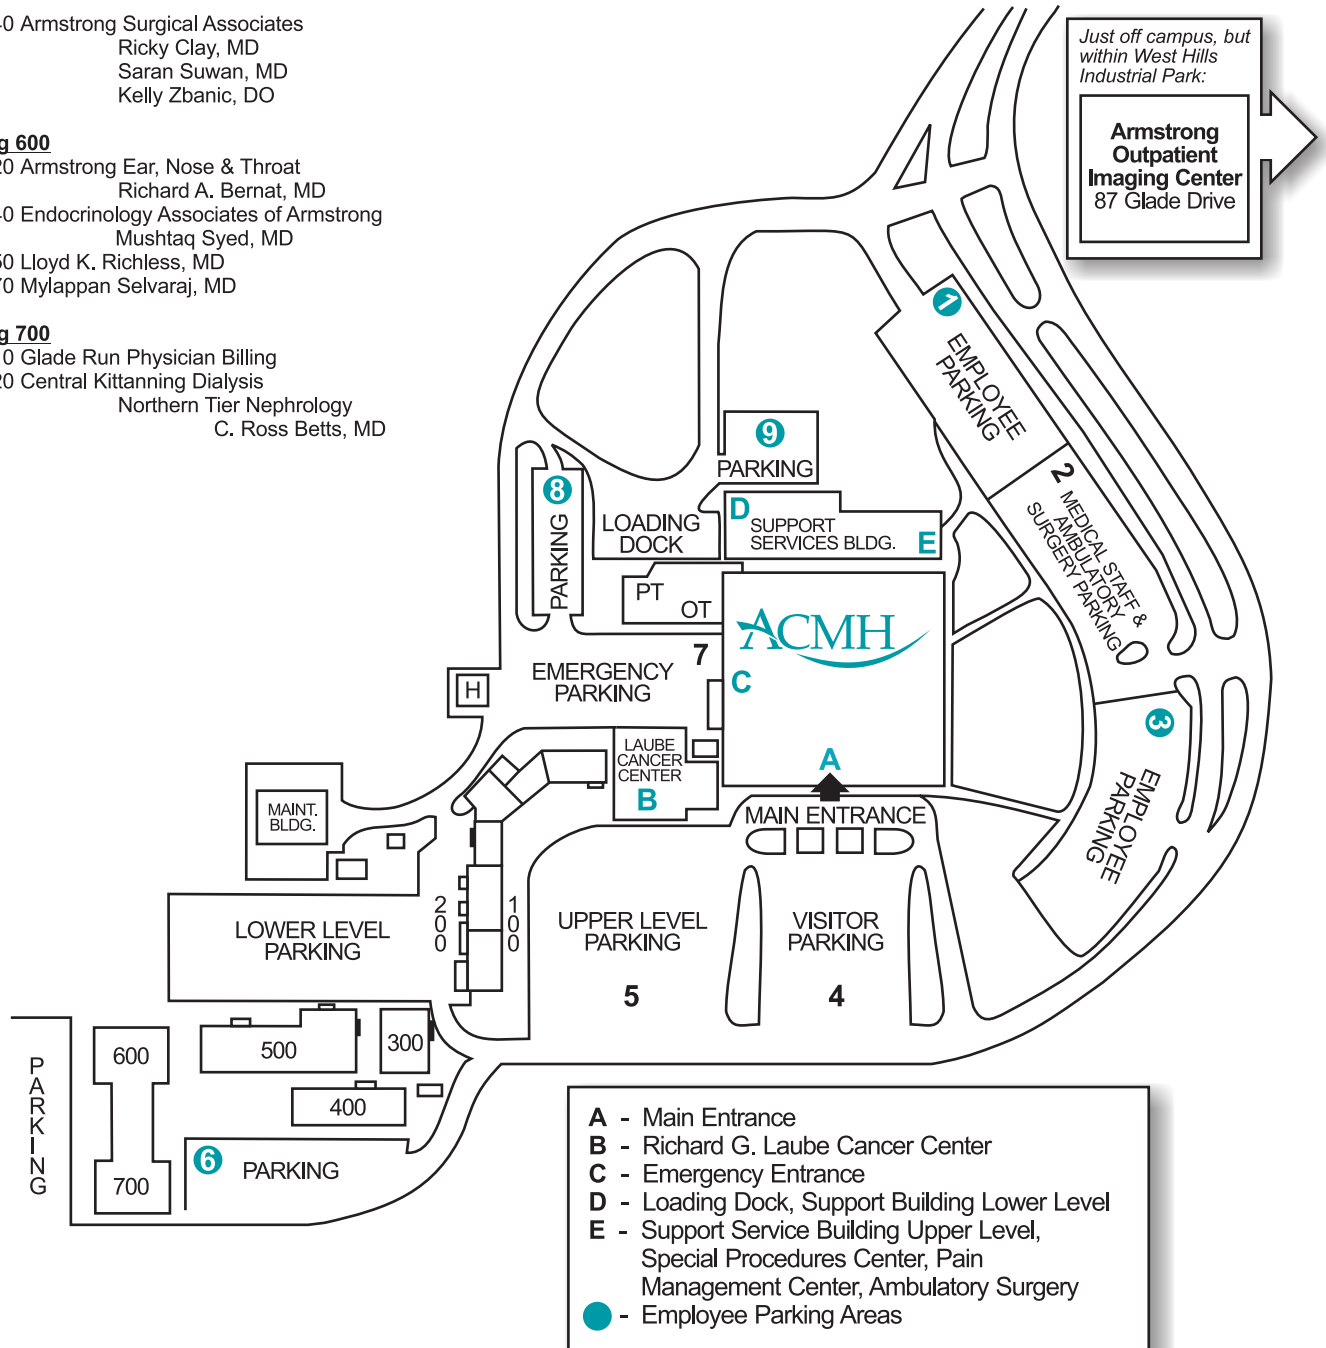 40 Armstrong Surgical Associates
Ricky Clay, MD
Saran Suwan, MD
Kelly Zbanic, DO
g 600
20 Armstrong Ear, Nose & Throat
Richard A. Bernat, MD
40 Endocrinology Associates of Armstrong
Mushtaq Syed, MD
50 Lloyd K. Richless, MD
70 Mylappan Selvaraj, MD
g 700
10 Glade Run Physician Billing
20 Central Kittanning Dialysis
Northern Tier Nephrology
C. Ross Betts, MD
Just off campus, but
within West Hills
Industrial Park:
Armstrong
Outpatient
Imaging Center
87 Glade Drive
1
EMPLOYEE
PARKING
9
PARKING
8
PARKING
LOADING
DOCK
D
SUPPORT
SERVICES BLDG.
E
2
MEDICAL STAFF &
AMBULATORY
SURGERY PARKING
PT
OT
ACMH
7
EMERGENCY
PARKING
C
H
3
EMPLOYEE
PARKING
LAUBE
CANCER
CENTER
B
A
MAIN ENTRANCE
MAINT.
BLDG.
200
100
LOWER LEVEL
PARKING
UPPER LEVEL
PARKING
5
VISITOR
PARKING
4
PARKING
600
500
300
400
700
6
PARKING
A - Main Entrance
B - Richard G. Laube Cancer Center
C - Emergency Entrance
D - Loading Dock, Support Building Lower Level
E - Support Service Building Upper Level,
Special Procedures Center, Pain
Management Center, Ambulatory Surgery
- Employee Parking Areas